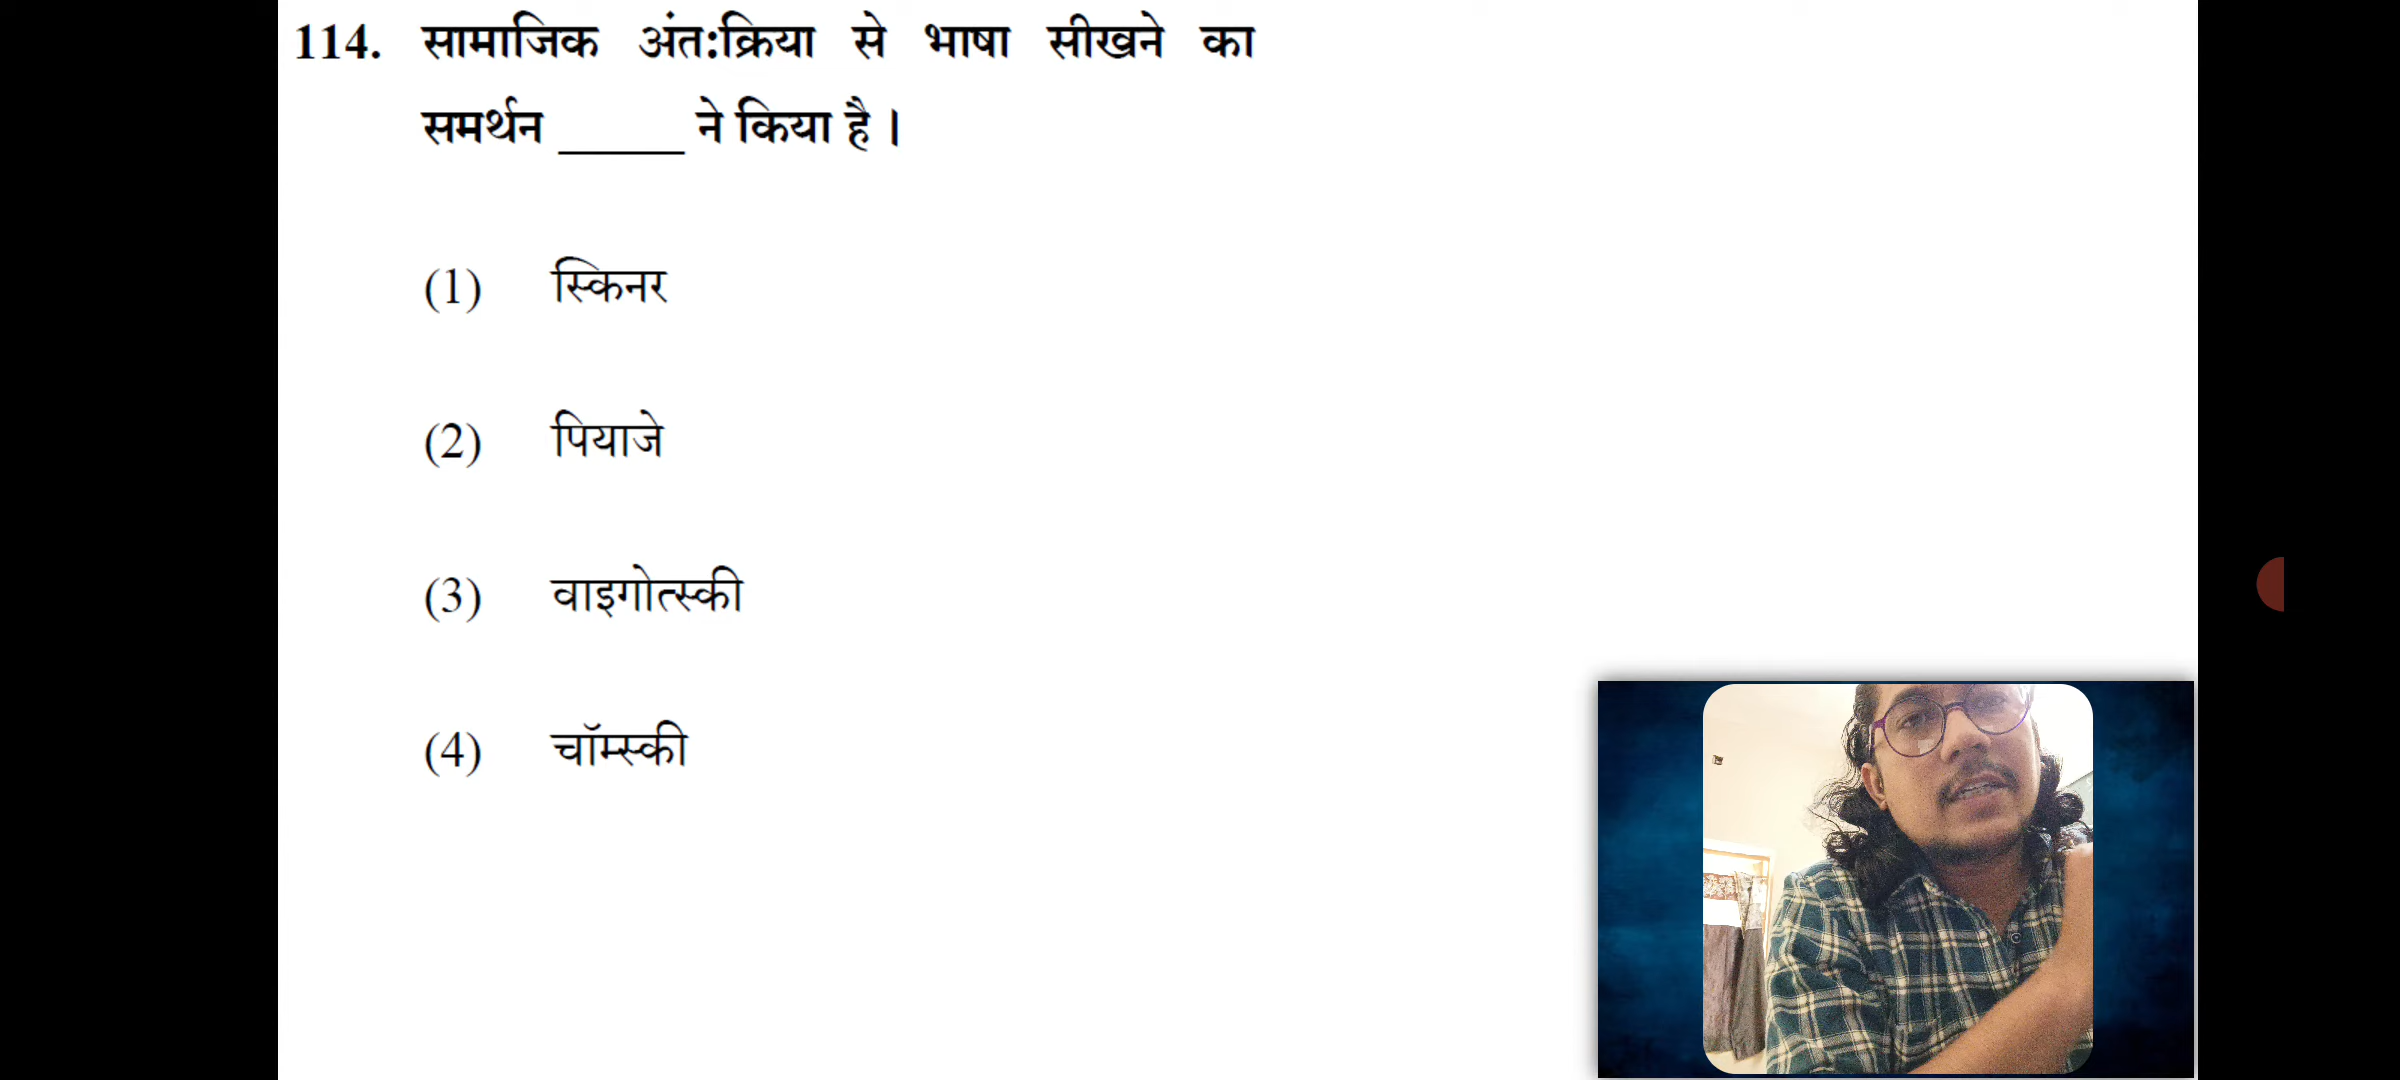 114. सामाजिक अंत:क्रिया से भाषा सीखने का
समर्थन _____ ने किया है ।
(1) स्किनर
(2) पियाजे
(3) वाइगोत्स्की
(4) चॉम्स्की